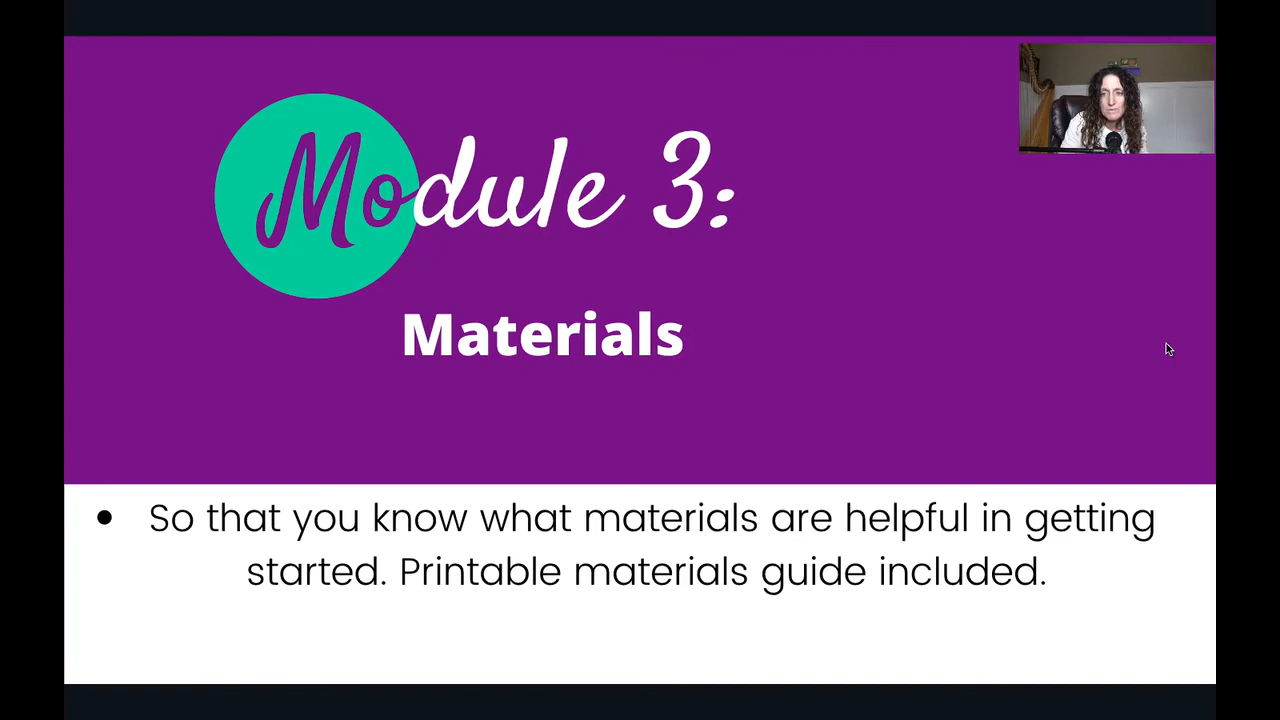 Module 3:
Materials
• So that you know what materials are helpful in getting
started. Printable materials guide included.